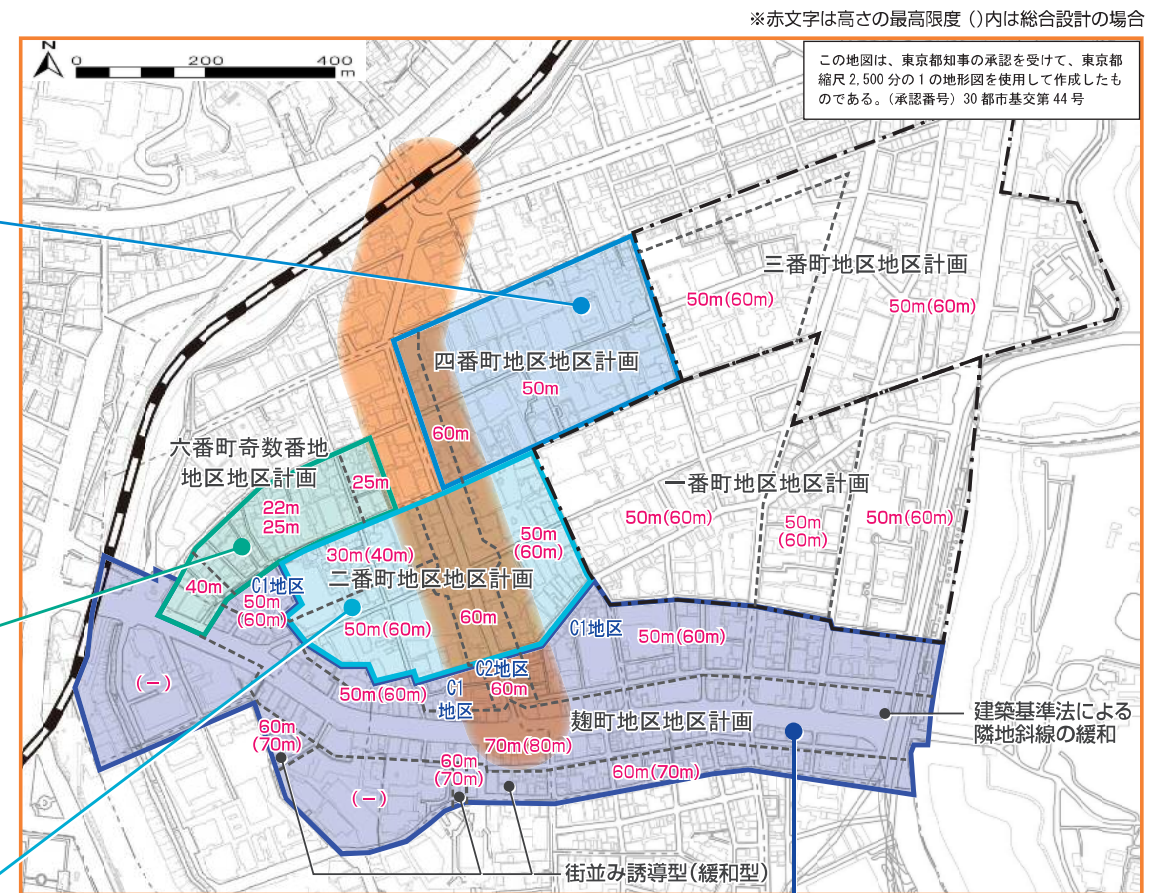 ※赤文字は高さの最高限度 ()内は総合設計の場合
N
0 200 400
m
この地図は、東京都知事の承認を受けて、東京都
縮尺2,500分の1の地形図を使用して作成したも
のである。(承認番号)30都市基交第44号
三番町地区地区計画
50m(60m)
50m(60m)
四番町地区地区計画
50m
60m
六番町奇数番地
地区地区計画
25m
22m
25m
40m
一番町地区地区計画
50m(60m)
50m
(60m)
50m(60m)
50m
(60m)
30m(40m)
二番町地区地区計画
C1地区
50m
(60m)
50m(60m)
60m
C1地区
50m(60m)
C2地区
60m
C1
地区
50m(60m)
(-)
麹町地区地区計画
建築基準法による
隣地斜線の緩和
60m
(70m)
70m(80m)
60m
(70m)
60m(70m)
(-)
街並み誘導型(緩和型)